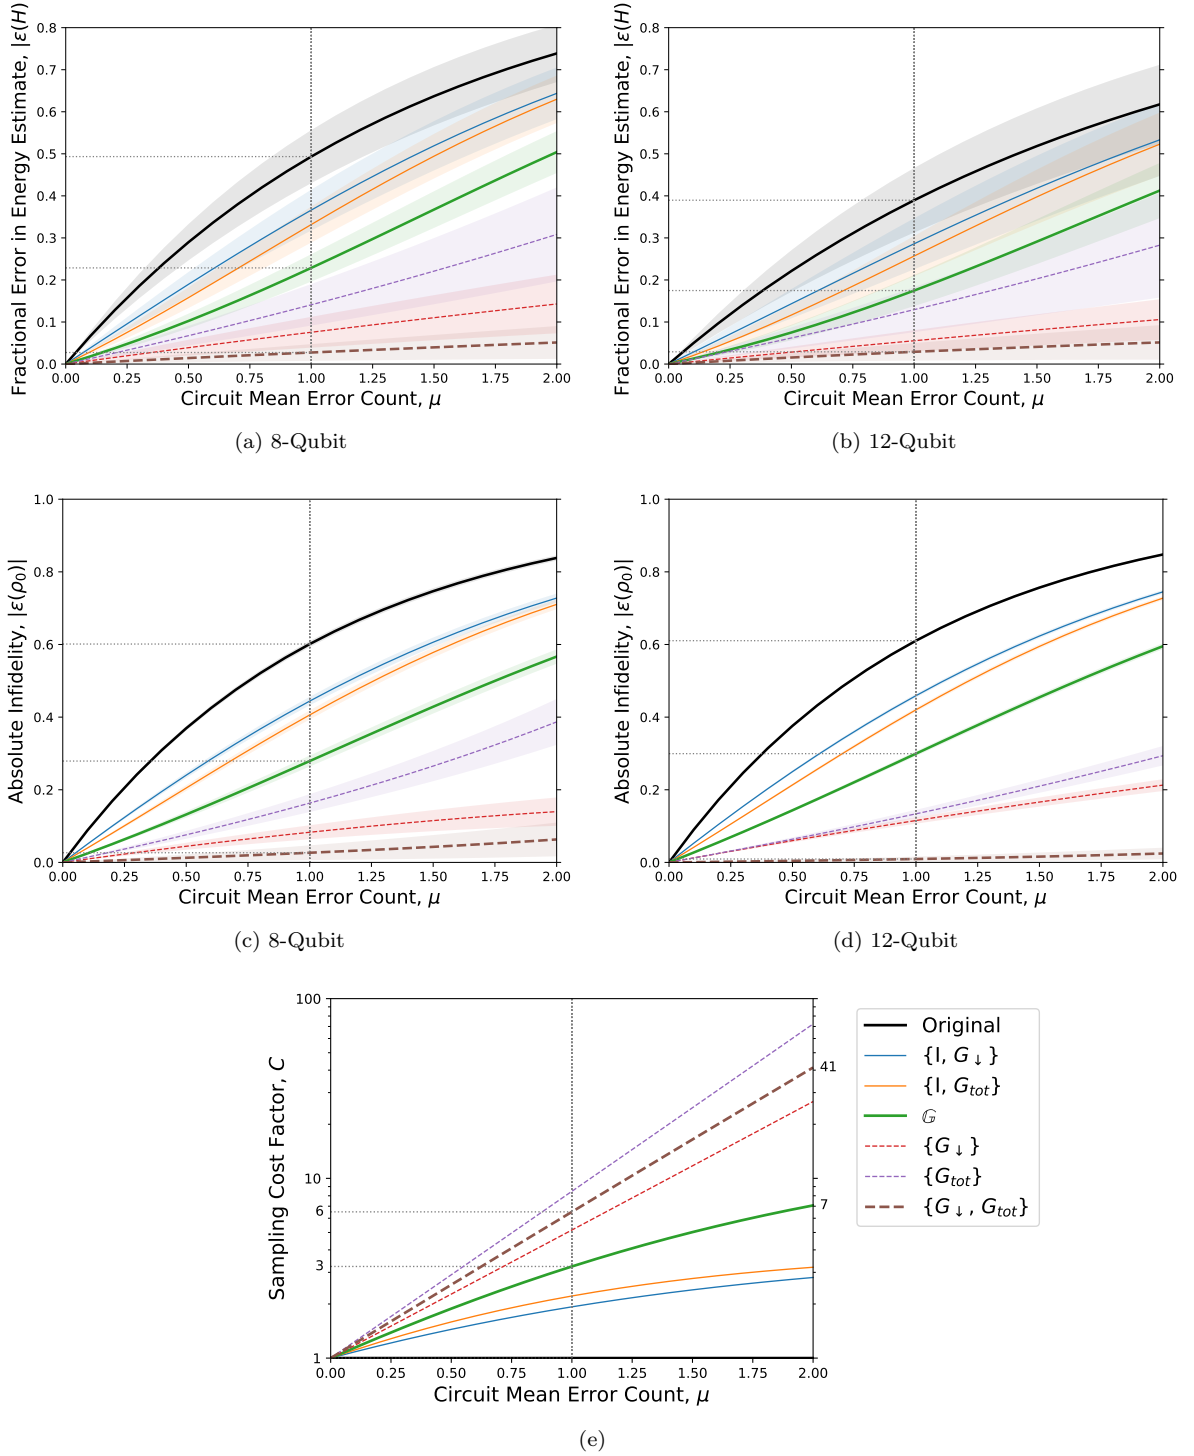 Fractional Error in Energy Estimate, |ε(H)|
0.8
0.7
0.6
0.5
0.4
0.3
0.2
0.1
0.0
0.00 0.25 0.50 0.75 1.00 1.25 1.50 1.75 2.00
Circuit Mean Error Count, μ
(a) 8-Qubit
Fractional Error in Energy Estimate, |ε(H)|
0.8
0.7
0.6
0.5
0.4
0.3
0.2
0.1
0.0
0.00 0.25 0.50 0.75 1.00 1.25 1.50 1.75 2.00
Circuit Mean Error Count, μ
(b) 12-Qubit
Absolute Infidelity, |ε(ρ₀)|
1.0
0.8
0.6
0.4
0.2
0.0
0.00 0.25 0.50 0.75 1.00 1.25 1.50 1.75 2.00
Circuit Mean Error Count, μ
(c) 8-Qubit
Absolute Infidelity, |ε(ρ₀)|
1.0
0.8
0.6
0.4
0.2
0.0
0.00 0.25 0.50 0.75 1.00 1.25 1.50 1.75 2.00
Circuit Mean Error Count, μ
(d) 12-Qubit
Sampling Cost Factor, C
100
10
6
3
1
41
7
0.00 0.25 0.50 0.75 1.00 1.25 1.50 1.75 2.00
Circuit Mean Error Count, μ
Original
{I, G↓}
{I, Gtot}
𝔾
{G↓}
{Gtot}
{G↓, Gtot}
(e)